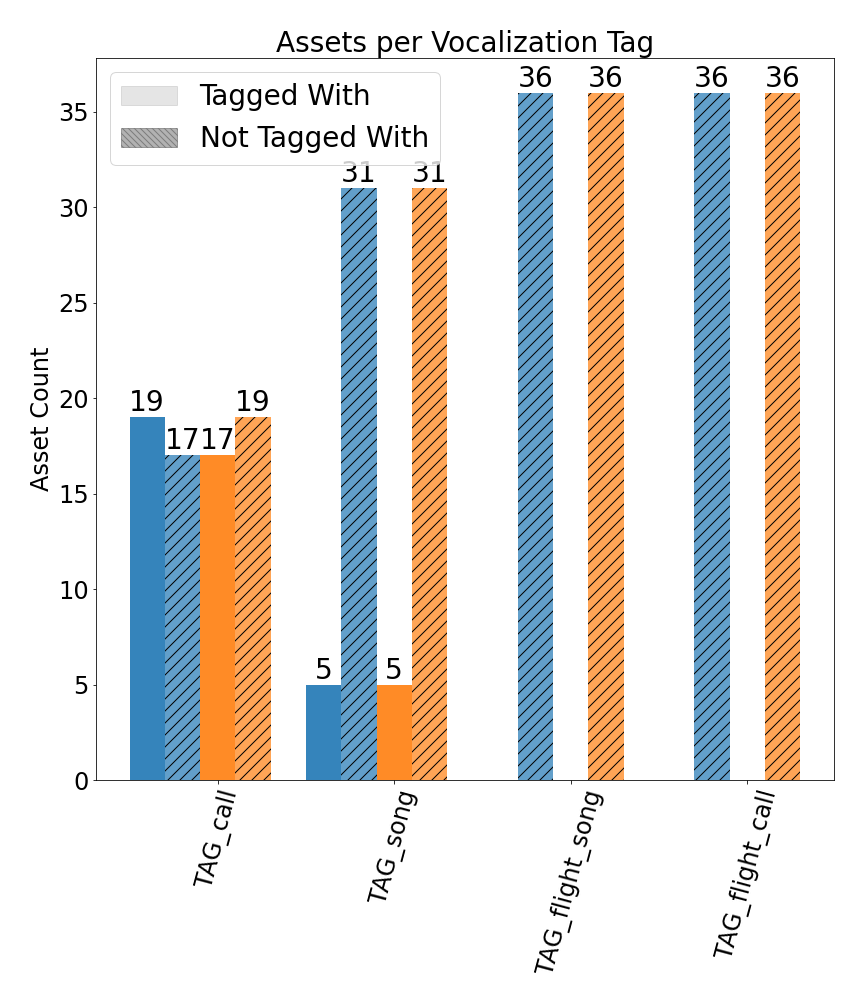 Assets per Vocalization Tag
Tagged With
Not Tagged With
Asset Count
35
30
25
20
15
10
5
0
19
17
17
19
5
31
5
31
36
36
36
36
TAG_call
TAG_song
TAG_flight_song
TAG_flight_call